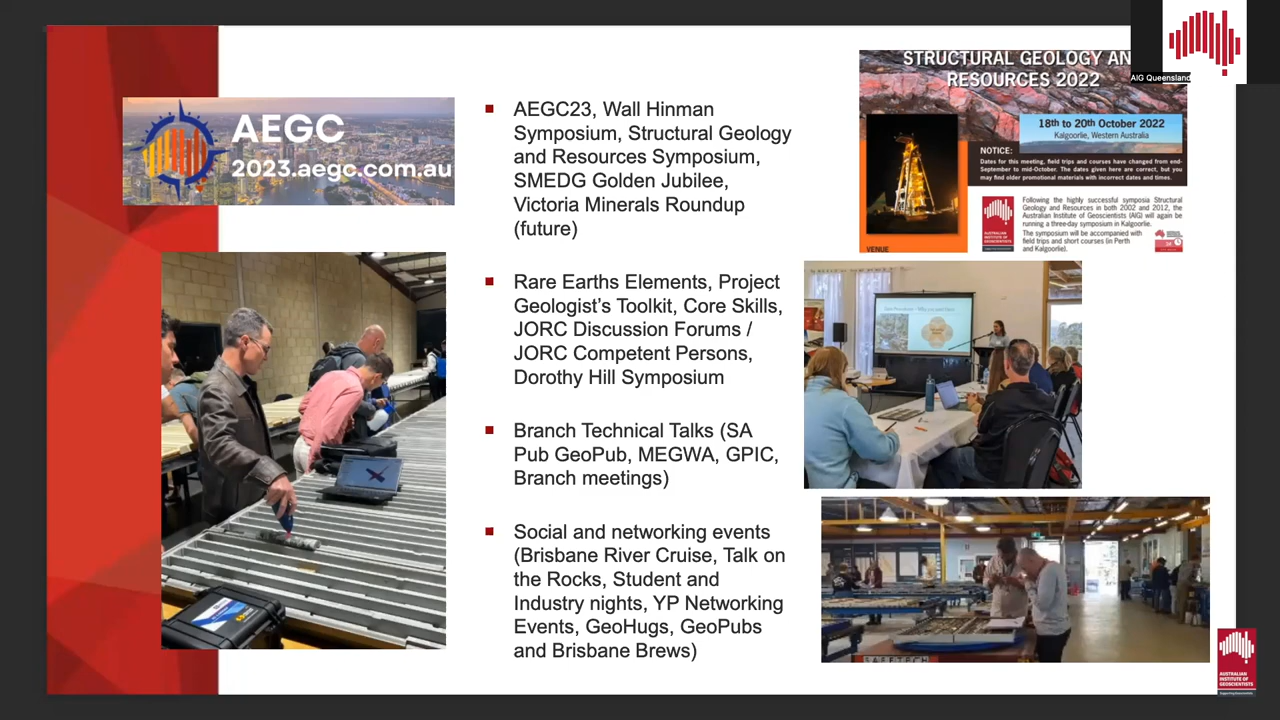 AEGC
2023.aegc.com.au
AEGC23, Wall Hinman
Symposium, Structural Geology
and Resources Symposium,
SMEDG Golden Jubilee,
Victoria Minerals Roundup
(future)
Rare Earths Elements, Project
Geologist's Toolkit, Core Skills,
JORC Discussion Forums /
JORC Competent Persons,
Dorothy Hill Symposium
Branch Technical Talks (SA
Pub GeoPub, MEGWA, GPIC,
Branch meetings)
Social and networking events
(Brisbane River Cruise, Talk on
the Rocks, Student and
Industry nights, YP Networking
Events, GeoHugs, GeoPubs
and Brisbane Brews)
STRUCTURAL GEOLOGY AN
RESOURCES 2022
18th to 20th October 2022
Kalgoorlie, Western Australia
NOTICE:
Dates for this meeting, field trips and courses have changed from end-
September to mid-October. The dates given here are correct, but you
may find older promotional materials with incorrect dates and times.
Following the highly successful symposia Structural
Geology and Resources in both 2002 and 2012, the
Australian Institute of Geoscientists (AIG) will again be
running a three-day symposium in Kalgoorlie.
The symposium will be accompanied with
field trips and short courses (in Perth
and Kalgoorlie).
VENUE
AIG Queensland
AUSTRALIAN
INSTITUTE OF
GEOSCIENTISTS